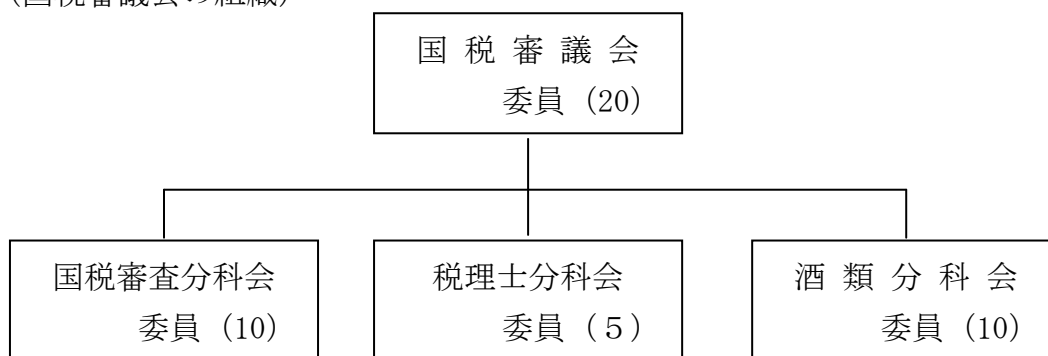 (国税審議会の組織)
国税審議会
委員(20)
国税審査分科会
委員(10)
税理士分科会
委員(5)
酒類分科会
委員(10)